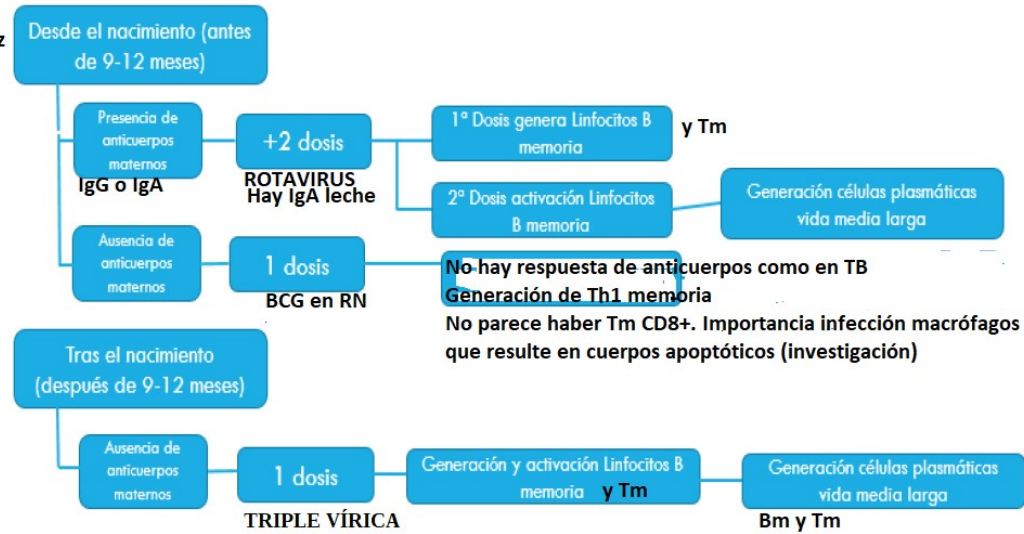 z
Desde el nacimiento (antes
de 9-12 meses)
Presencia de
anticuerpos
maternos
IgG o IgA
+2 dosis
ROTAVIRUS
Hay IgA leche
1ª Dosis genera Linfocitos B
memoria
y Tm
2ª Dosis activación Linfocitos
B memoria
Generación células plasmáticas
vida media larga
Ausencia de
anticuerpos
maternos
1 dosis
BCG en RN
No hay respuesta de anticuerpos como en TB
Generación de Th1 memoria
No parece haber Tm CD8+. Importancia infección macrófagos
que resulte en cuerpos apoptóticos (investigación)
Tras el nacimiento
(después de 9-12 meses)
Ausencia de
anticuerpos
maternos
1 dosis
TRIPLE VÍRICA
Generación y activación Linfocitos B
memoria y Tm
Generación células plasmáticas
vida media larga
Bm y Tm